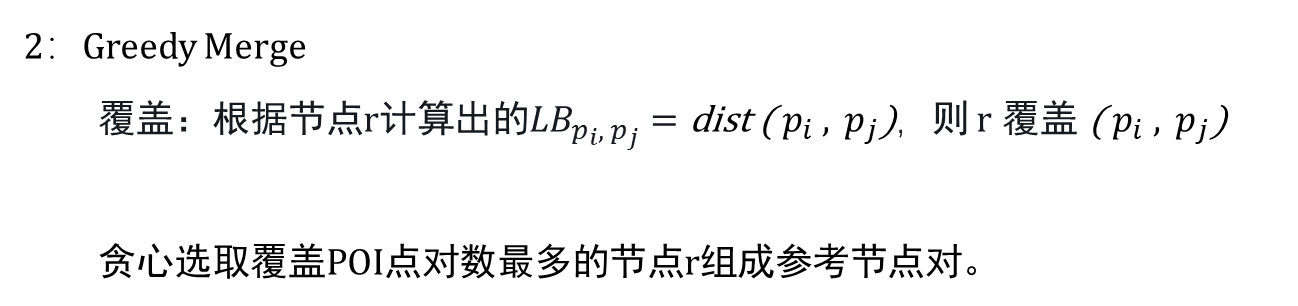 2： Greedy Merge
覆盖：根据节点r计算出的LB_{p_i, p_j} = dist(p_i , p_j)，则 r 覆盖 (p_i , p_j)
贪心选取覆盖POI点对数最多的节点r组成参考节点对。